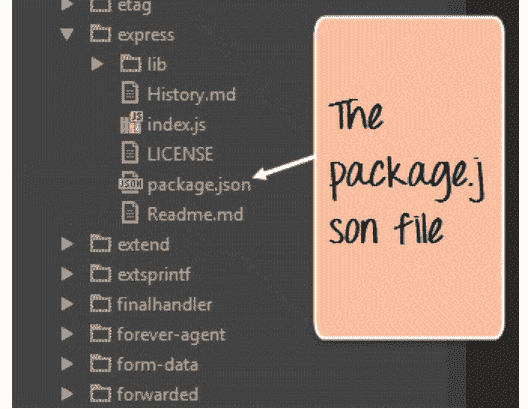 etag
express
lib
History.md
index.js
LICENSE
package.json
Readme.md
extend
extsprintf
finalhandler
forever-agent
form-data
forwarded
The
package.j
son file